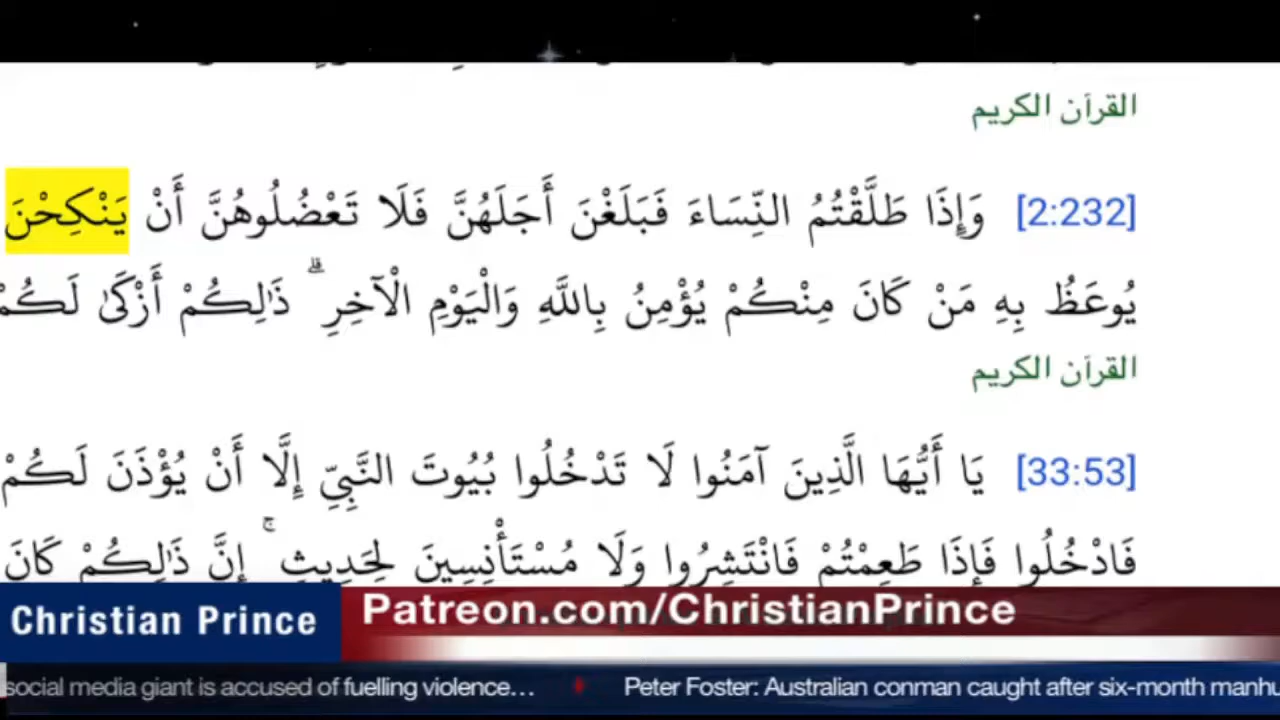 القرآن الكريم
[2:232] وَإِذَا طَلَّقْتُمُ النِّسَاءَ فَبَلَغْنَ أَجَلَهُنَّ فَلَا تَعْضُلُوهُنَّ أَنْ يَنْكِحْنَ
يُوعَظُ بِهِ مَنْ كَانَ مِنْكُمْ يُؤْمِنُ بِاللَّهِ وَالْيَوْمِ الْآخِرِ ۗ ذَٰلِكُمْ أَزْكَىٰ لَكُمْ
القرآن الكريم
[33:53] يَا أَيُّهَا الَّذِينَ آمَنُوا لَا تَدْخُلُوا بُيُوتَ النَّبِيِّ إِلَّا أَنْ يُؤْذَنَ لَكُمْ
فَادْخُلُوا فَإِذَا طَعِمْتُمْ فَانْتَشِرُوا وَلَا مُسْتَأْنِسِينَ لِحَدِيثٍ ۚ إِنَّ ذَٰلِكُمْ كَانَ
Christian Prince
Patreon.com/ChristianPrince
social media giant is accused of fuelling violence… Peter Foster: Australian conman caught after six-month manhu